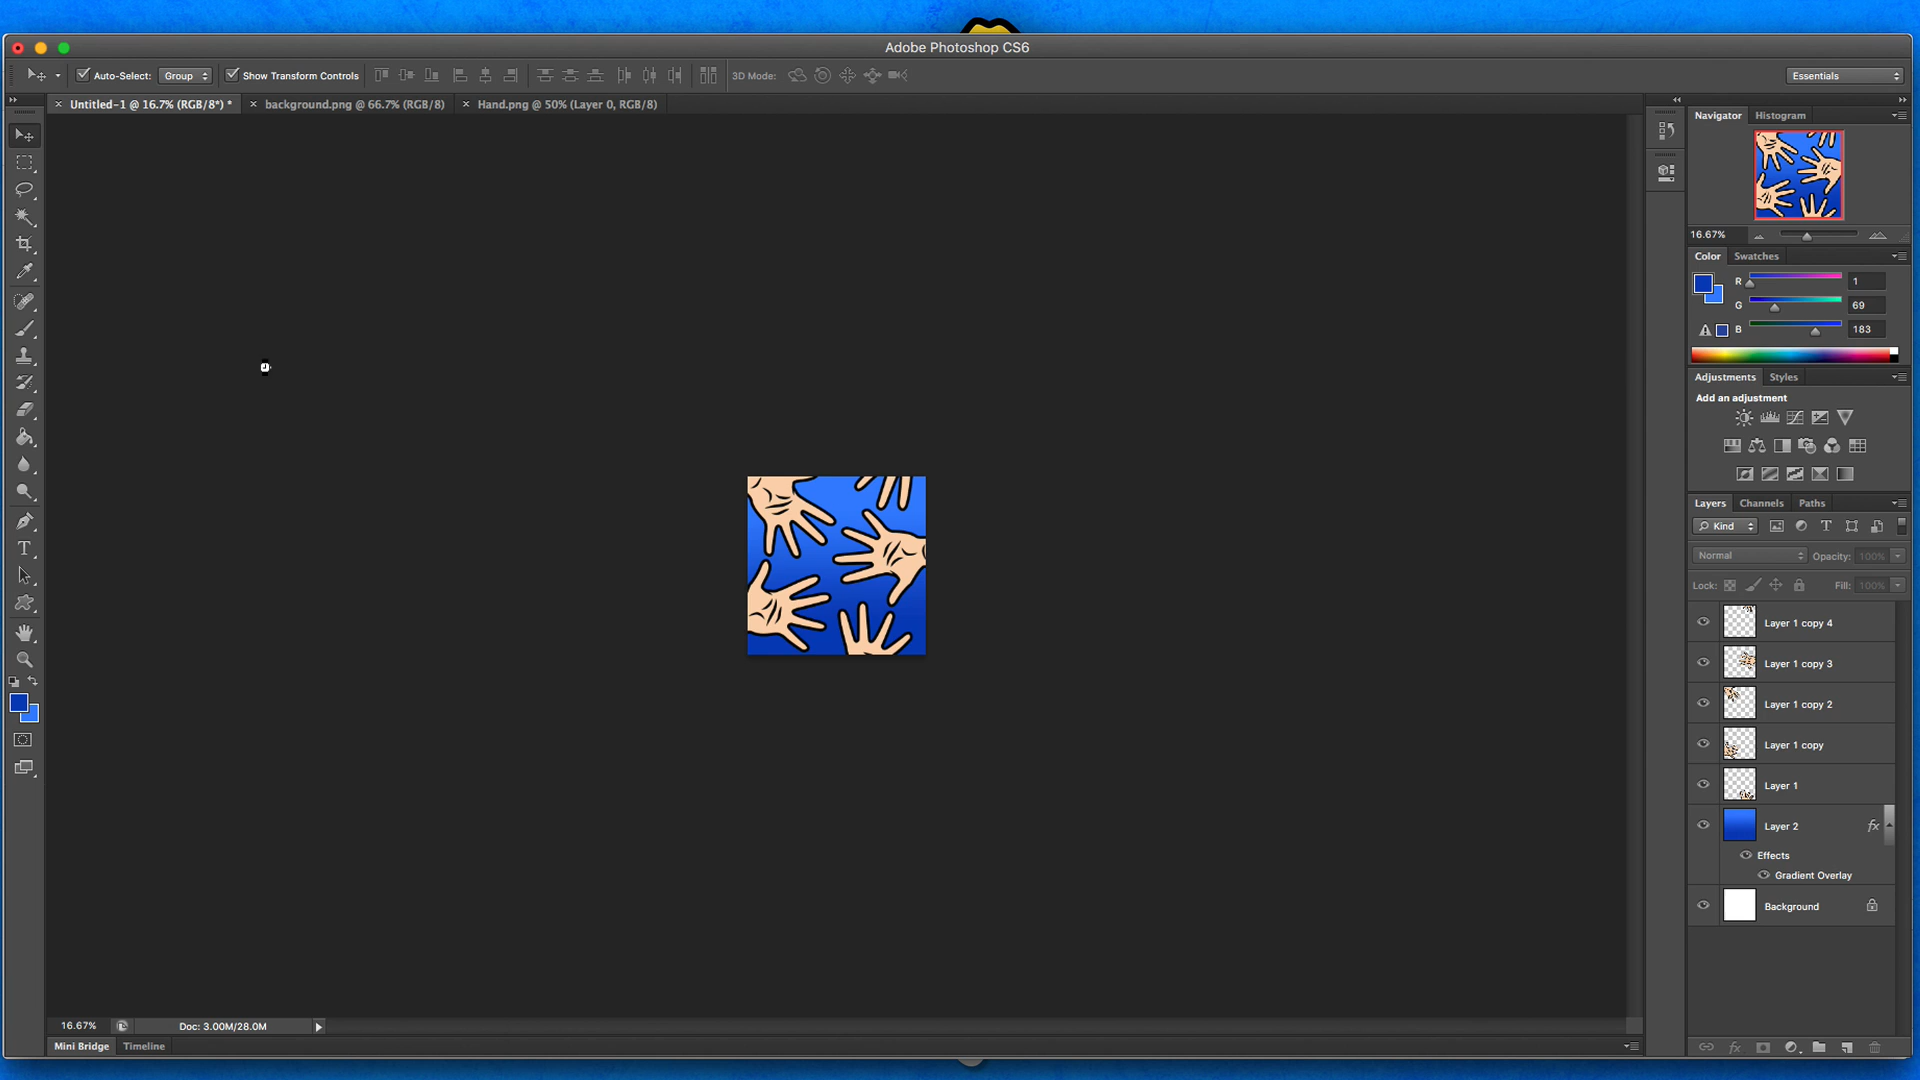 Adobe Photoshop CS6
Auto-Select: Group Show Transform Controls 3D Mode: Essentials
Untitled-1 @ 16.7% (RGB/8*) * background.png @ 66.7% (RGB/8) Hand.png @ 50% (Layer 0, RGB/8)
Navigator Histogram
16.67%
Color Swatches
R 1
G 69
B 183
Adjustments Styles
Add an adjustment
Layers Channels Paths
Kind T
Normal Opacity: 100%
Lock: Fill: 100%
Layer 1 copy 4
Layer 1 copy 3
Layer 1 copy 2
Layer 1 copy
Layer 1
Layer 2 fx
Effects
Gradient Overlay
Background
16.67% Doc: 3.00M/28.0M
Mini Bridge Timeline
fx